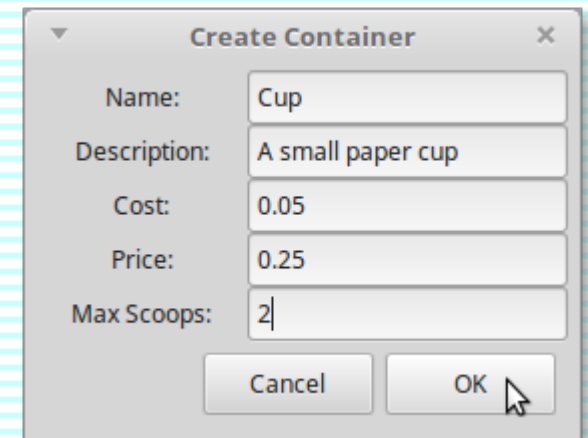 Create Container
Name: Cup
Description: A small paper cup
Cost: 0.05
Price: 0.25
Max Scoops: 2
Cancel OK